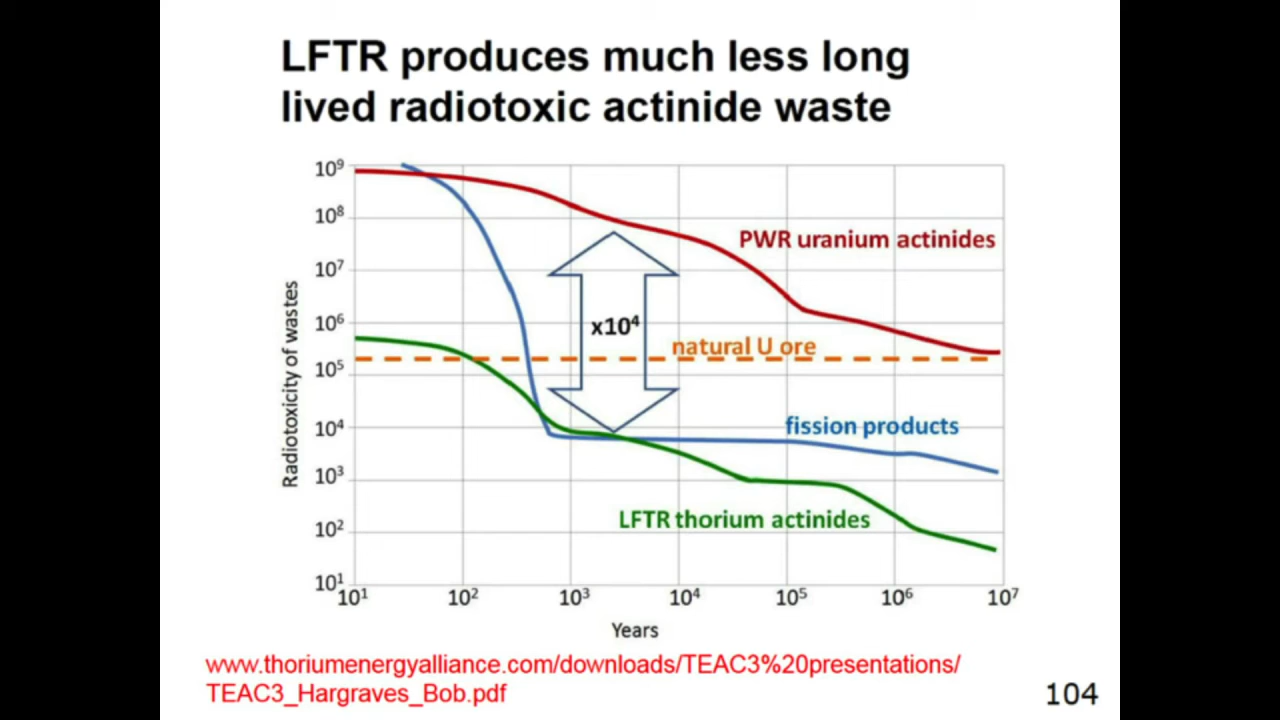 LFTR produces much less long
lived radiotoxic actinide waste
10⁹
10⁸
10⁷
10⁶
10⁵
10⁴
10³
10²
10¹
Radiotoxicity of wastes
PWR uranium actinides
x10⁴
natural U ore
fission products
LFTR thorium actinides
10¹ 10² 10³ 10⁴ 10⁵ 10⁶ 10⁷
Years
www.thoriumenergyalliance.com/downloads/TEAC3%20presentations/
TEAC3_Hargraves_Bob.pdf
104